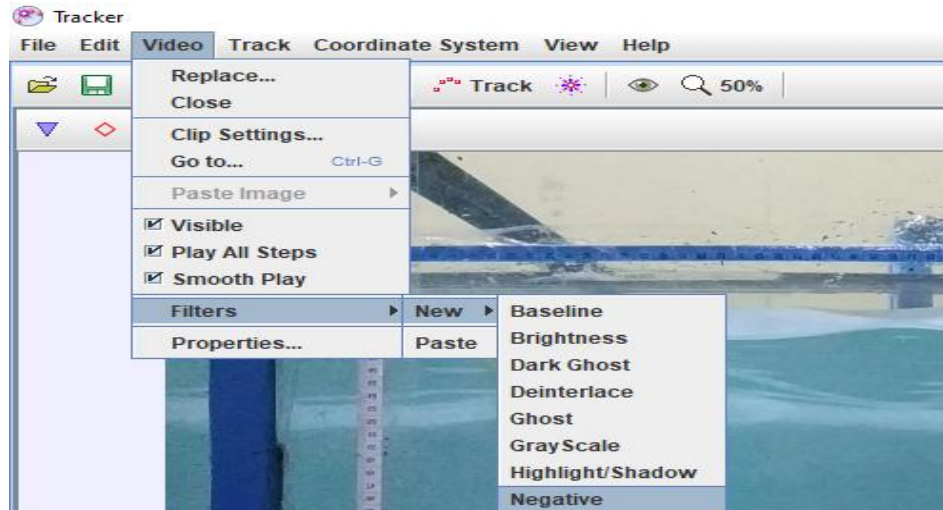 Tracker
File Edit Video Track Coordinate System View Help
Track 50%
Replace...
Close
Clip Settings...
Go to... Ctrl-G
Paste Image
Visible
Play All Steps
Smooth Play
Filters
New
Baseline
Properties...
Paste
Brightness
Dark Ghost
Deinterlace
Ghost
GrayScale
Highlight/Shadow
Negative